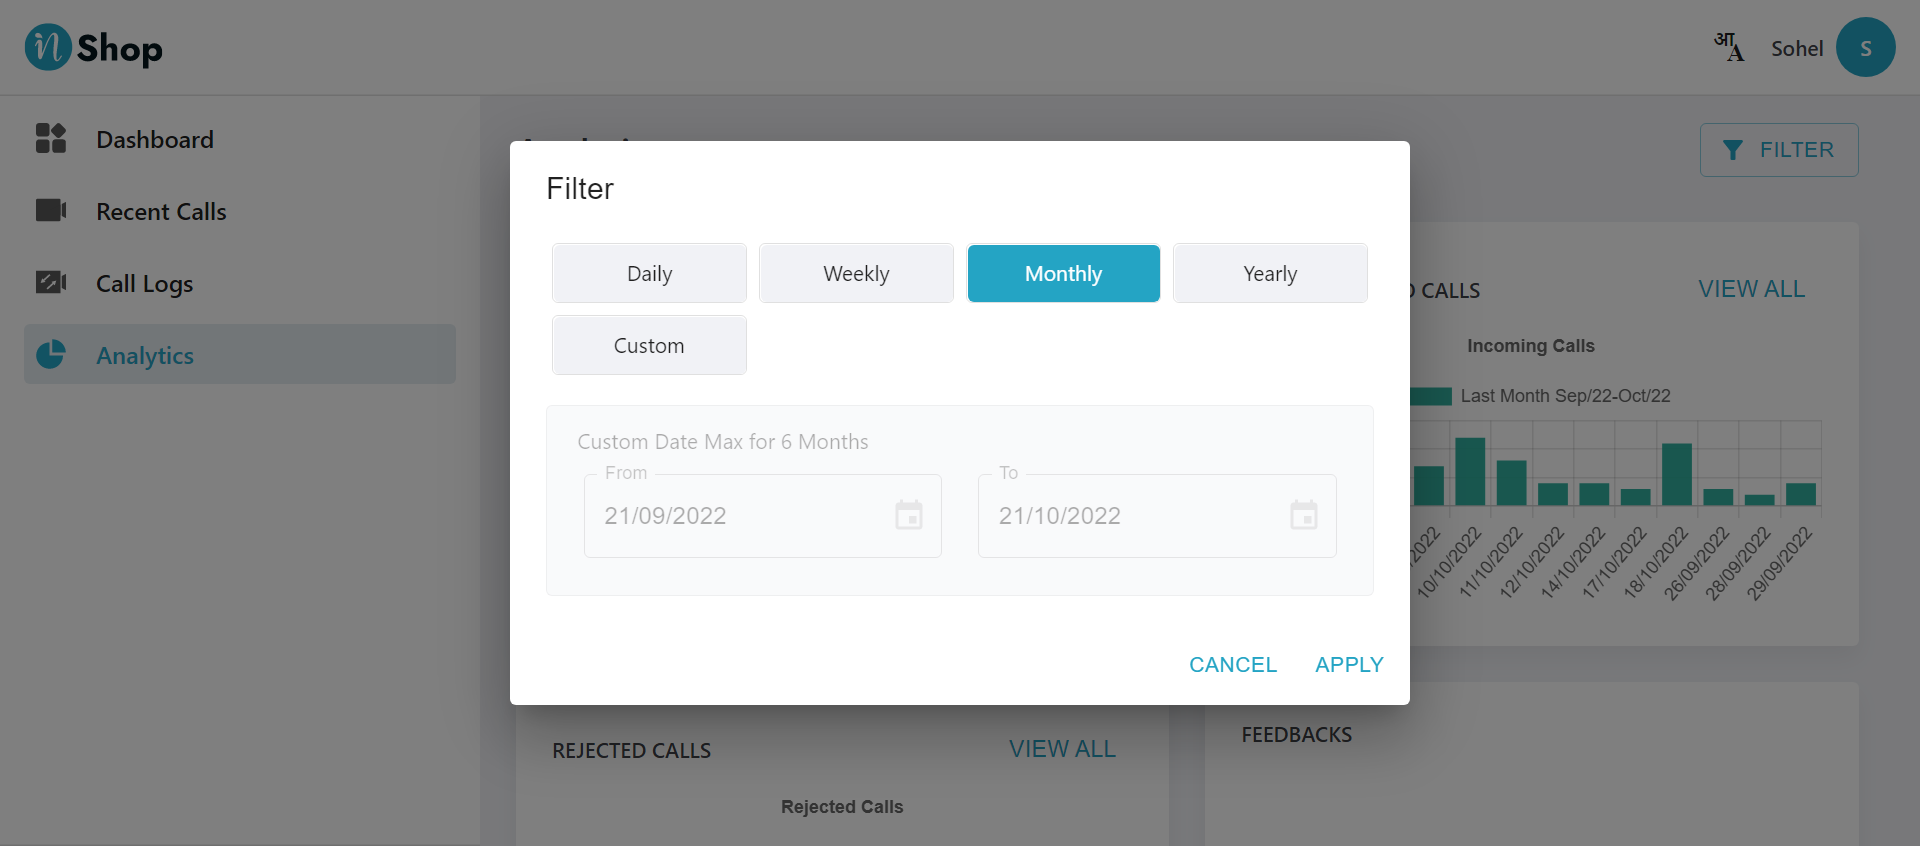 n Shop
आ
A
Sohel
S
Dashboard
Recent Calls
Call Logs
Analytics
FILTER
Filter
Daily
Weekly
Monthly
Yearly
Custom
Custom Date Max for 6 Months
From
21/09/2022
To
21/10/2022
CANCEL
APPLY
CALLS
VIEW ALL
Incoming Calls
Last Month Sep/22-Oct/22
10/10/2022
11/10/2022
12/10/2022
14/10/2022
17/10/2022
18/10/2022
26/09/2022
28/09/2022
29/09/2022
REJECTED CALLS
VIEW ALL
Rejected Calls
FEEDBACKS